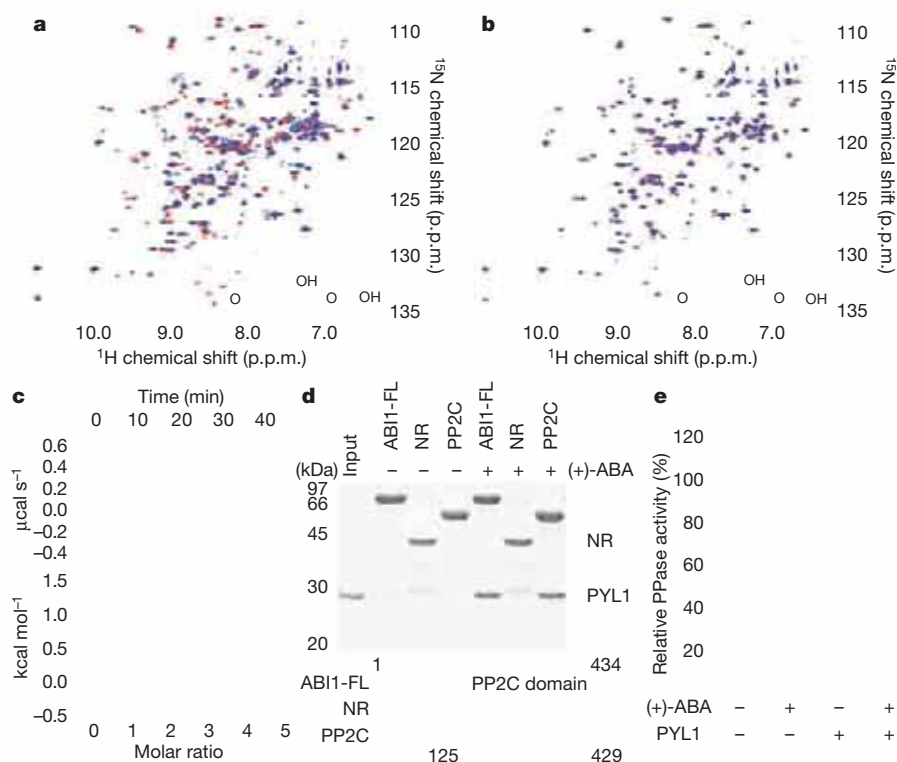 a
110
115
120
125
130
135
15N chemical shift (p.p.m.)
O
OH
O
OH
10.0 9.0 8.0 7.0
1H chemical shift (p.p.m.)
b
110
115
120
125
130
135
15N chemical shift (p.p.m.)
O
OH
O
OH
10.0 9.0 8.0 7.0
1H chemical shift (p.p.m.)
c
Time (min)
0 10 20 30 40
0.6
0.4
0.2
0.0
–0.2
–0.4
µcal s–1
1.5
1.0
0.5
0.0
–0.5
kcal mol–1
0 1 2 3 4 5
Molar ratio
d
Input ABI1-FL NR PP2C ABI1-FL NR PP2C
(kDa) – – – + + + (+)-ABA
97
66
45
30
20
NR
PYL1
1 434
ABI1-FL PP2C domain
NR
PP2C
125 429
e
120
100
80
60
40
20
Relative PPase activity (%)
(+)-ABA – + – +
PYL1 – – + +